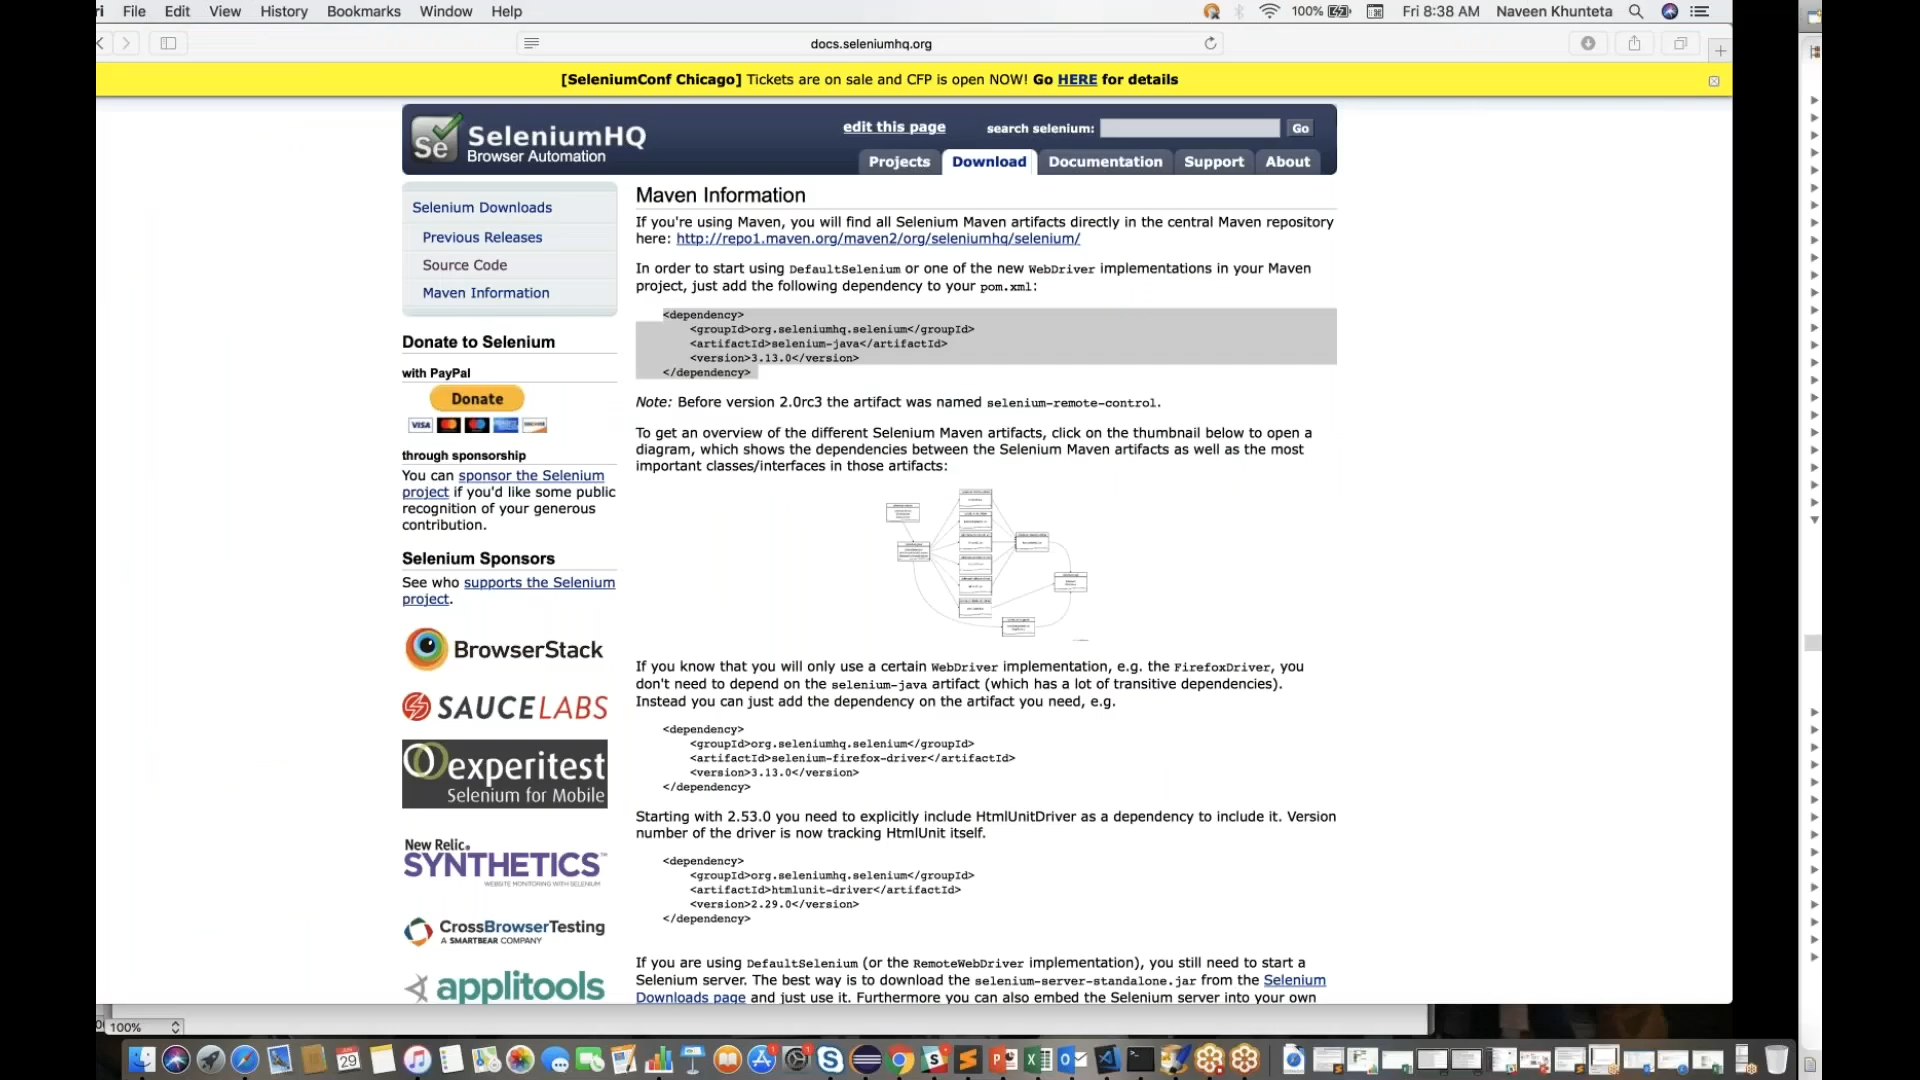 File Edit View History Bookmarks Window Help
100% Fri 8:38 AM Naveen Khunteta
docs.seleniumhq.org
[SeleniumConf Chicago] Tickets are on sale and CFP is open NOW! Go HERE for details
Se SeleniumHQ
Browser Automation
edit this page
search selenium:
Go
Projects Download Documentation Support About
Selenium Downloads
Previous Releases
Source Code
Maven Information
Donate to Selenium
with PayPal
Donate
VISA
through sponsorship
You can sponsor the Selenium
project if you'd like some public
recognition of your generous
contribution.
Selenium Sponsors
See who supports the Selenium
project.
BrowserStack
SAUCELABS
experitest
Selenium for Mobile
New Relic.
SYNTHETICS™
WEBSITE MONITORING WITH SELENIUM
CrossBrowserTesting
A SMARTBEAR COMPANY
applitools
Maven Information
If you're using Maven, you will find all Selenium Maven artifacts directly in the central Maven repository
here: http://repo1.maven.org/maven2/org/seleniumhq/selenium/
In order to start using DefaultSelenium or one of the new WebDriver implementations in your Maven
project, just add the following dependency to your pom.xml:
<dependency>
<groupId>org.seleniumhq.selenium</groupId>
<artifactId>selenium-java</artifactId>
<version>3.13.0</version>
</dependency>
Note: Before version 2.0rc3 the artifact was named selenium-remote-control.
To get an overview of the different Selenium Maven artifacts, click on the thumbnail below to open a
diagram, which shows the dependencies between the Selenium Maven artifacts as well as the most
important classes/interfaces in those artifacts:
If you know that you will only use a certain WebDriver implementation, e.g. the FirefoxDriver, you
don't need to depend on the selenium-java artifact (which has a lot of transitive dependencies).
Instead you can just add the dependency on the artifact you need, e.g.
<dependency>
<groupId>org.seleniumhq.selenium</groupId>
<artifactId>selenium-firefox-driver</artifactId>
<version>3.13.0</version>
</dependency>
Starting with 2.53.0 you need to explicitly include HtmlUnitDriver as a dependency to include it. Version
number of the driver is now tracking HtmlUnit itself.
<dependency>
<groupId>org.seleniumhq.selenium</groupId>
<artifactId>htmlunit-driver</artifactId>
<version>2.29.0</version>
</dependency>
If you are using DefaultSelenium (or the RemoteWebDriver implementation), you still need to start a
Selenium server. The best way is to download the selenium-server-standalone.jar from the Selenium
Downloads page and just use it. Furthermore you can also embed the Selenium server into your own
100%
29